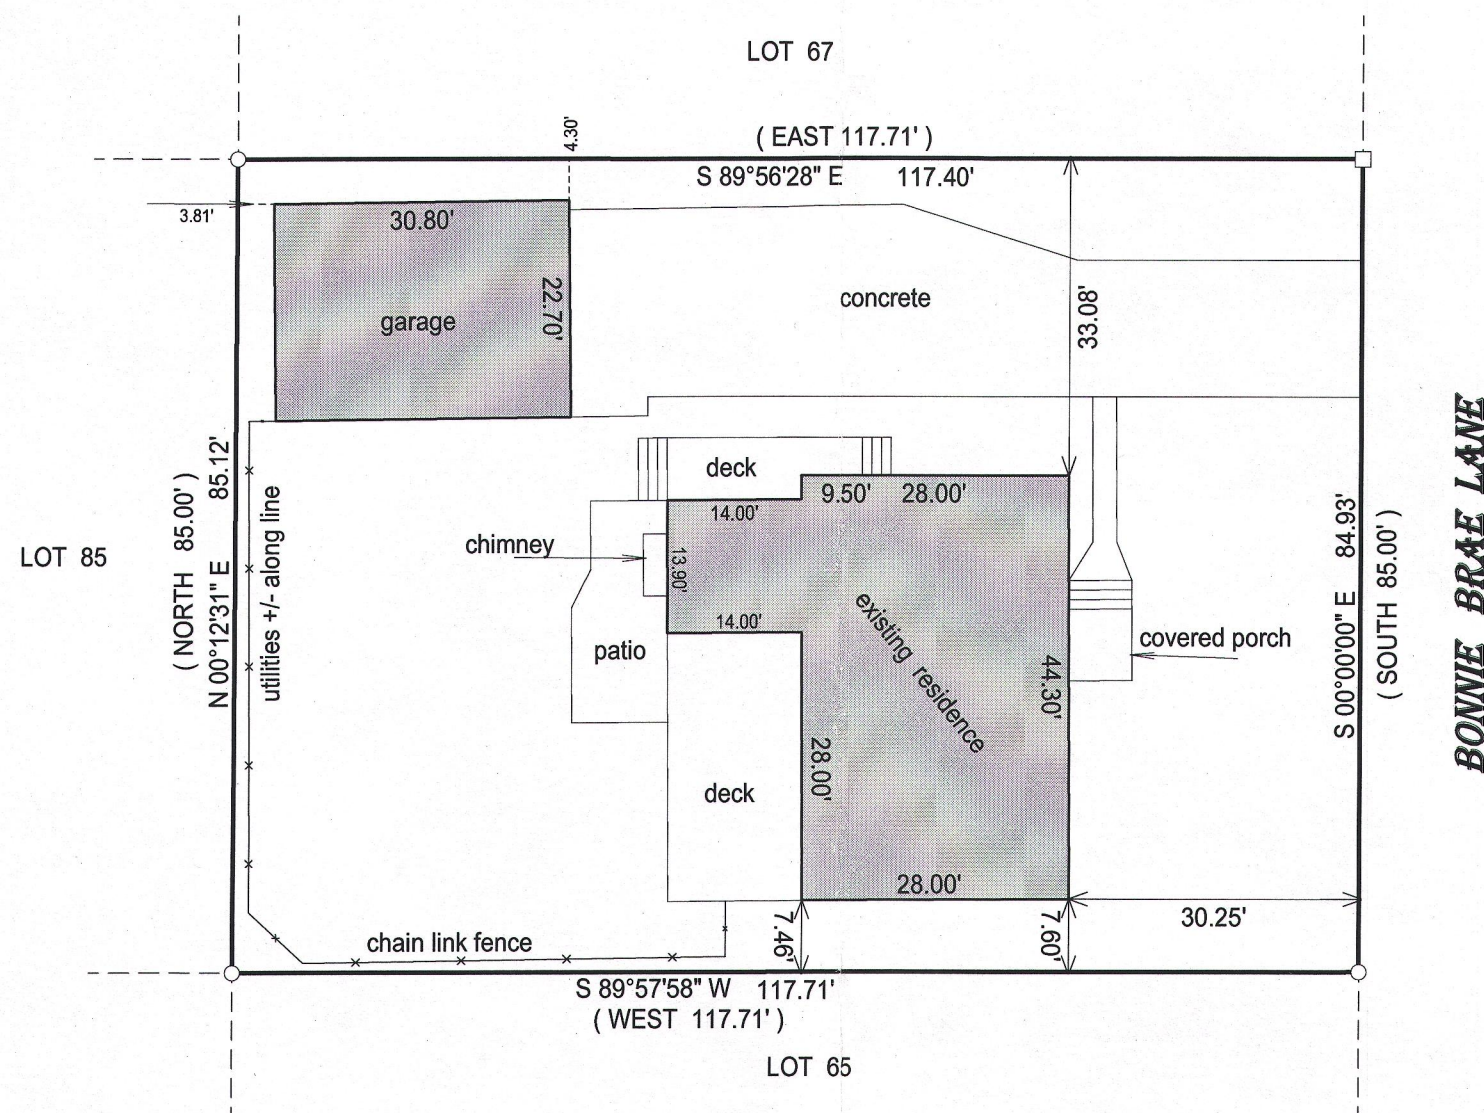 LOT 67
4.30'
( EAST 117.71' )
S 89°56'28" E 117.40'
3.81'
30.80'
22.70'
garage
concrete
33.08'
deck
9.50' 28.00'
14.00'
chimney
13.90'
14.00'
LOT 85
( NORTH 85.00' )
N 00°12'31" E 85.12'
utilities +/- along line
patio
existing residence
44.30'
covered porch
S 00°00'00" E 84.93'
( SOUTH 85.00' )
BONNIE BRAE LANE
28.00'
deck
28.00'
7.46'
7.60'
30.25'
chain link fence
S 89°57'58" W 117.71'
( WEST 117.71' )
LOT 65